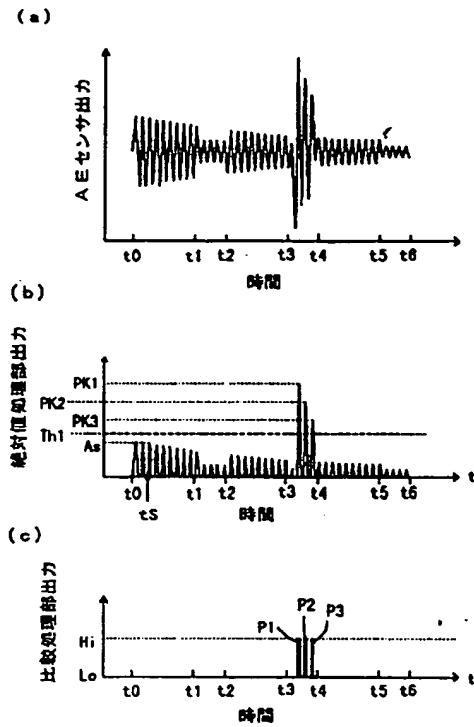 (a)
AEセンサ出力
t0 t1 t2 t3 t4 t5 t6
時間
(b)
絶対値処理部出力
PK1
PK2
PK3
Th1
As
t0 t1 t2 t3 t4 t5 t6 t
tS
時間
(c)
比較処理部出力
P1 P2 P3
Hi
Lo
t0 t1 t2 t3 t4 t5 t6 t
時間